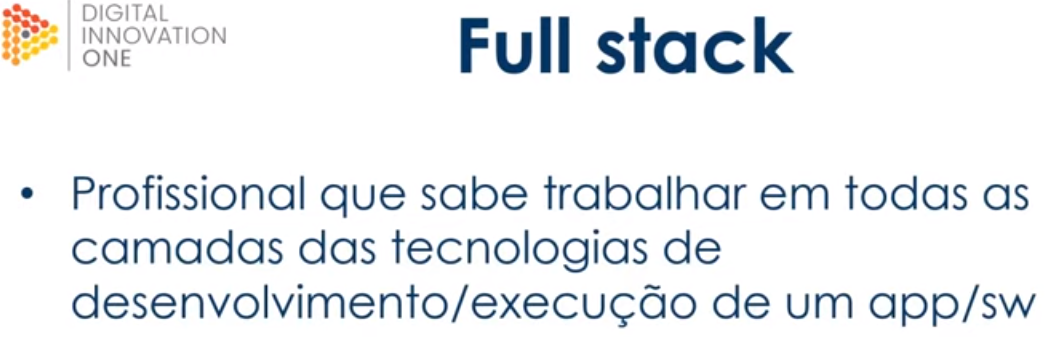 DIGITAL
INNOVATION
ONE
Full stack
• Profissional que sabe trabalhar em todas as
camadas das tecnologias de
desenvolvimento/execução de um app/sw